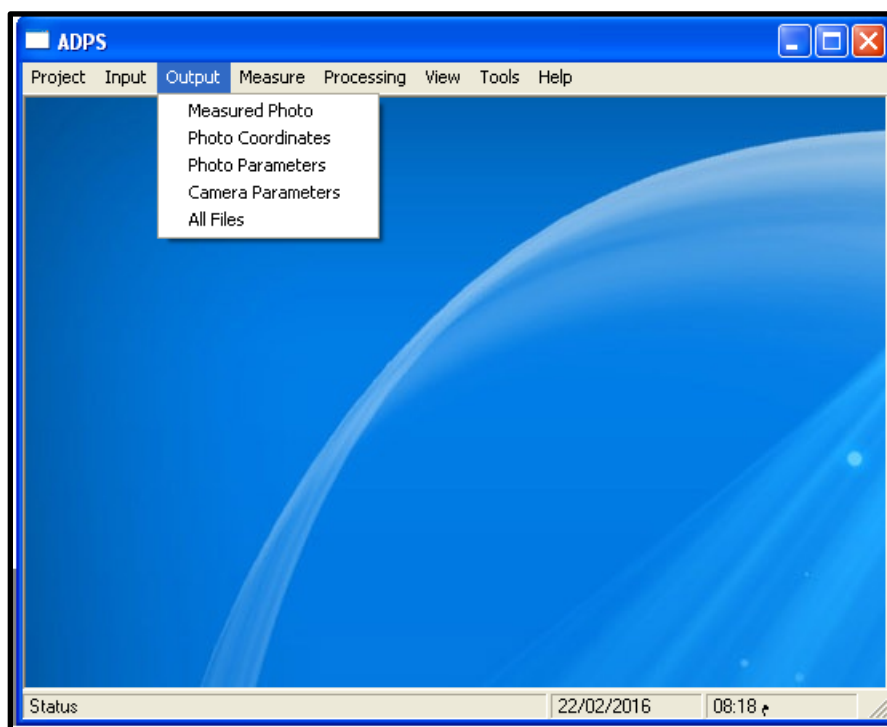 ADPS
Project Input Output Measure Processing View Tools Help
Measured Photo
Photo Coordinates
Photo Parameters
Camera Parameters
All Files
Status 22/02/2016 08:18 م